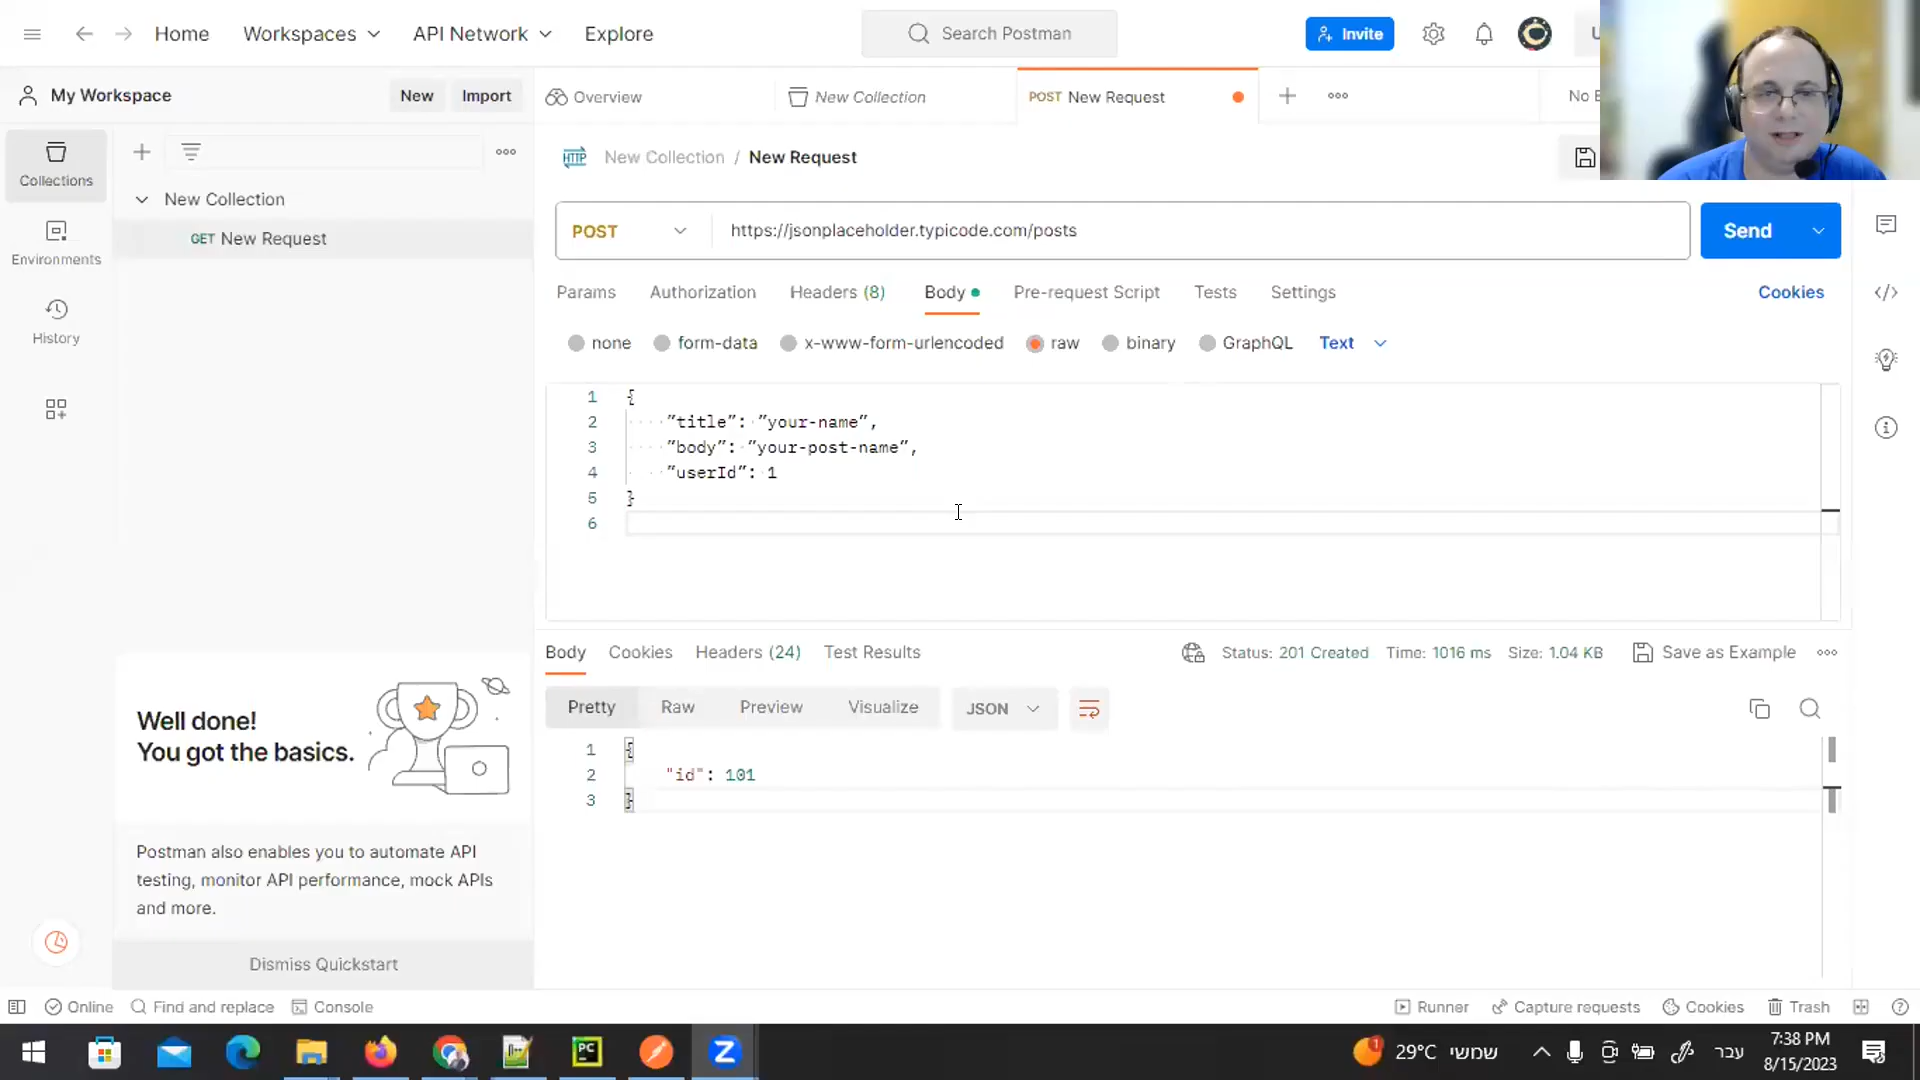 Home Workspaces API Network Explore Search Postman Invite
My Workspace New Import Overview New Collection POST New Request No
Collections
New Collection / New Request
New Collection
GET New Request
POST https://jsonplaceholder.typicode.com/posts Send
Environments
Params Authorization Headers (8) Body Pre-request Script Tests Settings Cookies
History
none form-data x-www-form-urlencoded raw binary GraphQL Text
1 {
2 ”title”: ”your-name”,
3 ”body”: ”your-post-name”,
4 ”userId”: 1
5 }
6
Body Cookies Headers (24) Test Results Status: 201 Created Time: 1016 ms Size: 1.04 KB Save as Example
Pretty Raw Preview Visualize JSON
1 {
2 "id": 101
3 }
Well done!
You got the basics.
Postman also enables you to automate API
testing, monitor API performance, mock APIs
and more.
Dismiss Quickstart
Online Find and replace Console Runner Capture requests Cookies Trash
29°C שמשי עבר 7:38 PM
8/15/2023